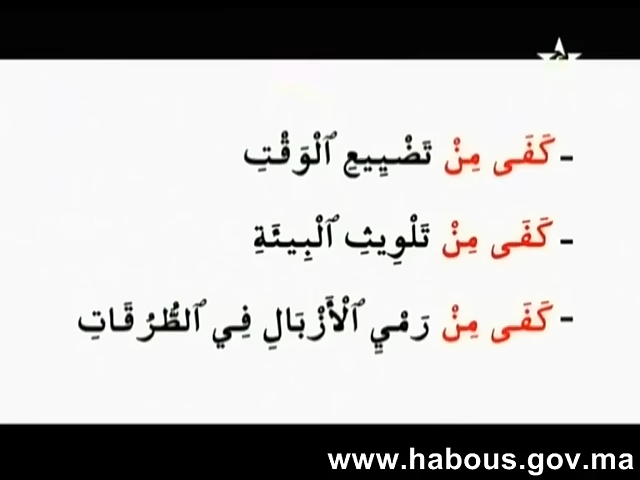 - كَفَى مِنْ تَضْيِيعِ ٱلْوَقْتِ
- كَفَى مِنْ تَلْوِيثِ ٱلْبِيئَةِ
- كَفَى مِنْ رَمْيِ ٱلْأَزْبَالِ فِي ٱلطُّرُقَاتِ
www.habous.gov.ma